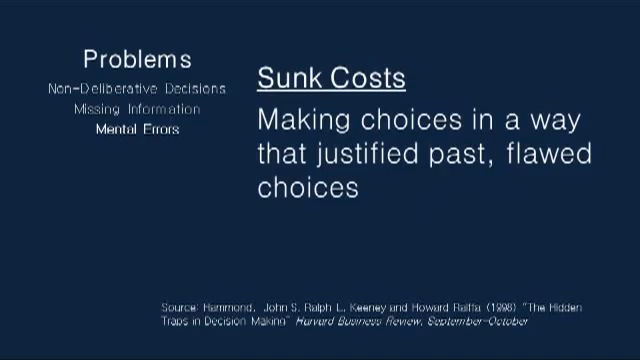 Problems
Non-Deliberative Decisions
Missing Information
Mental Errors
Sunk Costs
Making choices in a way
that justified past, flawed
choices
Source: Hammond, John S. Ralph L. Keeney and Howard Raiffa (1998) "The Hidden
Traps in Decision Making" Harvard Business Review, September-October